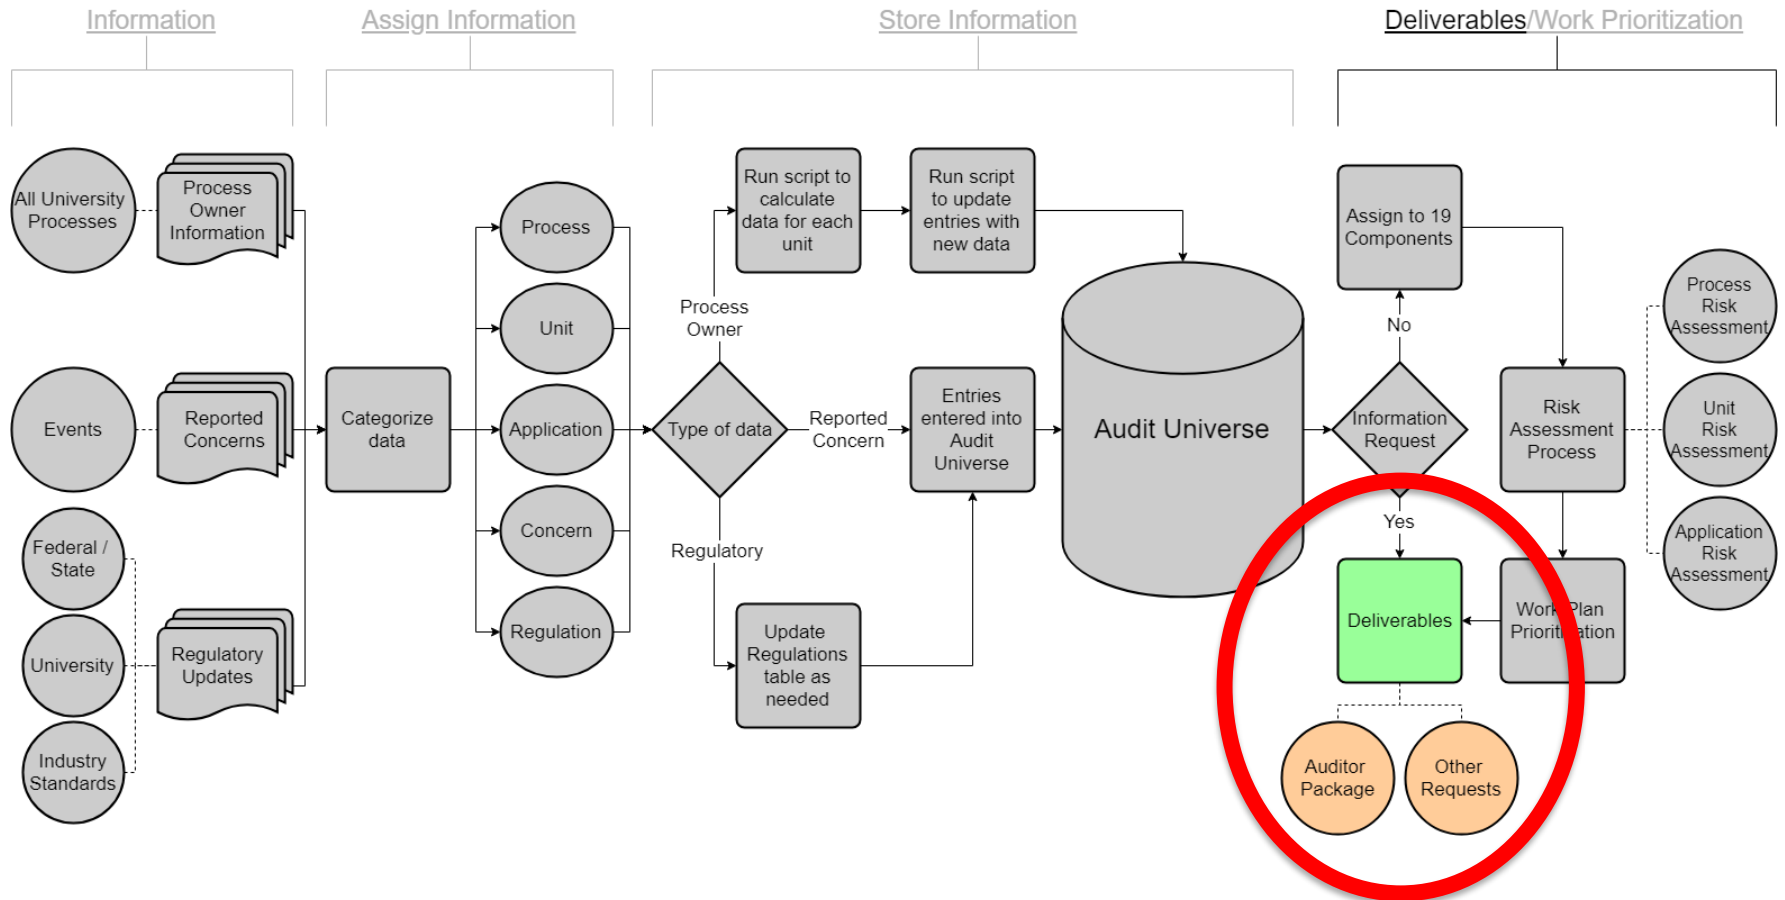 Information
Assign Information
Store Information
Deliverables/Work Prioritization
All University
Processes
Process
Owner
Information
Events
Reported
Concerns
Federal /
State
University
Industry
Standards
Regulatory
Updates
Categorize
data
Process
Unit
Application
Concern
Regulation
Type of data
Process
Owner
Reported
Concern
Regulatory
Run script to
calculate
data for each
unit
Run script
to update
entries with
new data
Entries
entered into
Audit
Universe
Update
Regulations
table as
needed
Audit Universe
Information
Request
No
Yes
Assign to 19
Components
Risk
Assessment
Process
Process
Risk
Assessment
Unit
Risk
Assessment
Application
Risk
Assessment
Work Plan
Prioritization
Deliverables
Auditor
Package
Other
Requests